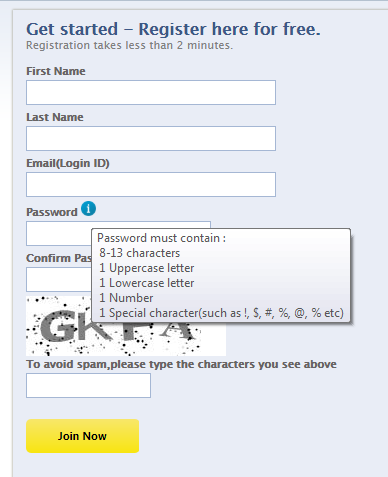 Get started – Register here for free.
Registration takes less than 2 minutes.
First Name
Last Name
Email(Login ID)
Password i
Password must contain :
8-13 characters
1 Uppercase letter
1 Lowercase letter
1 Number
1 Special character(such as !, $, #, %, @, % etc)
Confirm Pas
To avoid spam,please type the characters you see above
Join Now